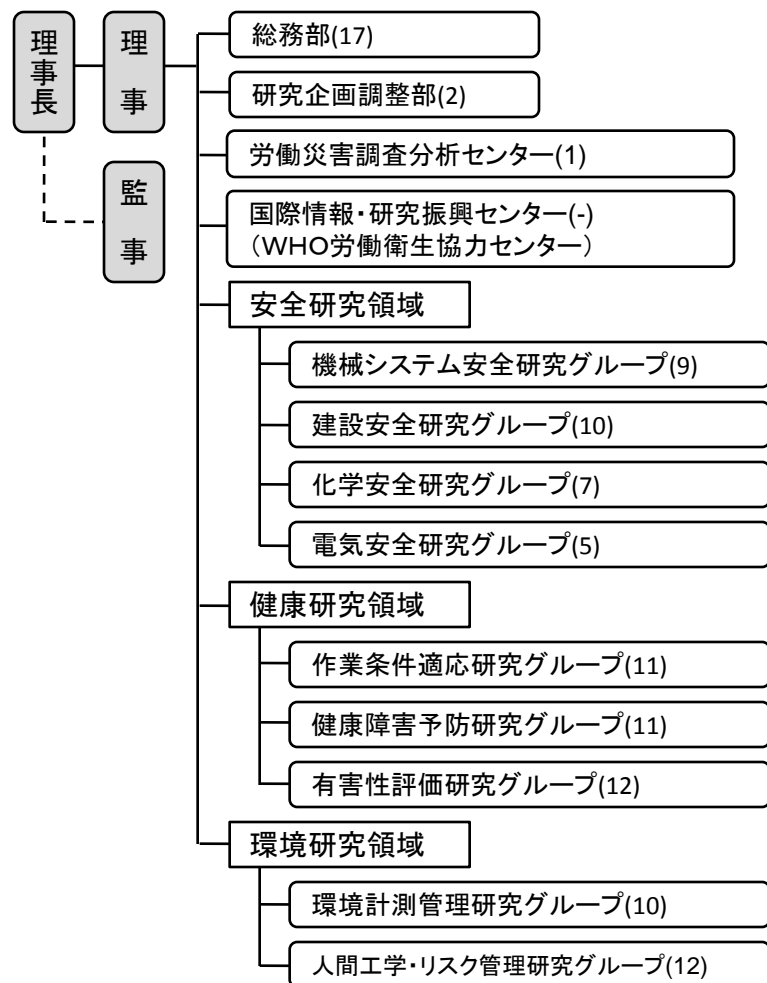 理事長
理事
監事
総務部(17)
研究企画調整部(2)
労働災害調査分析センター(1)
国際情報・研究振興センター(-)
（WHO労働衛生協力センター）
安全研究領域
機械システム安全研究グループ(9)
建設安全研究グループ(10)
化学安全研究グループ(7)
電気安全研究グループ(5)
健康研究領域
作業条件適応研究グループ(11)
健康障害予防研究グループ(11)
有害性評価研究グループ(12)
環境研究領域
環境計測管理研究グループ(10)
人間工学・リスク管理研究グループ(12)